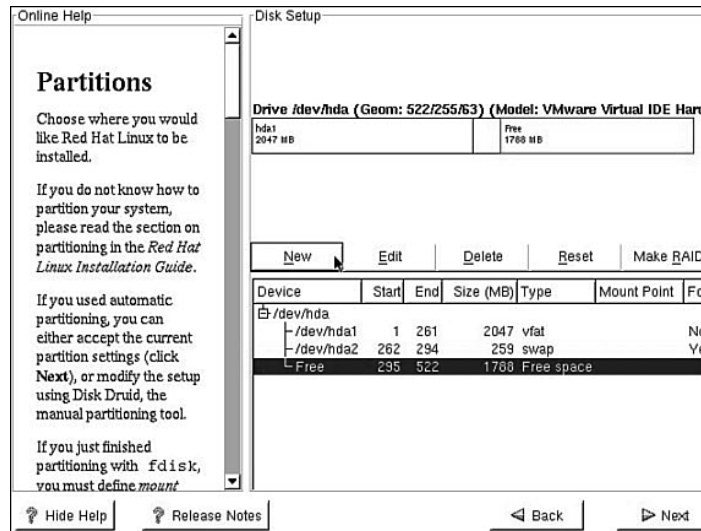 Online Help
Partitions
Choose where you would
like Red Hat Linux to be
installed.
If you do not know how to
partition your system,
please read the section on
partitioning in the Red Hat
Linux Installation Guide.
If you used automatic
partitioning, you can
either accept the current
partition settings (click
Next), or modify the setup
using Disk Druid, the
manual partitioning tool.
If you just finished
partitioning with fdisk,
you must define mount
Disk Setup
Drive /dev/hda (Geom: 522/255/63) (Model: VMware Virtual IDE Hard
hda1
2047 MB
Free
1768 MB
New Edit Delete Reset Make RAID
Device Start End Size (MB) Type Mount Point Fo
/dev/hda
/dev/hda1 1 261 2047 vfat No
/dev/hda2 262 294 259 swap Ye
Free 295 522 1768 Free space
Hide Help Release Notes Back Next